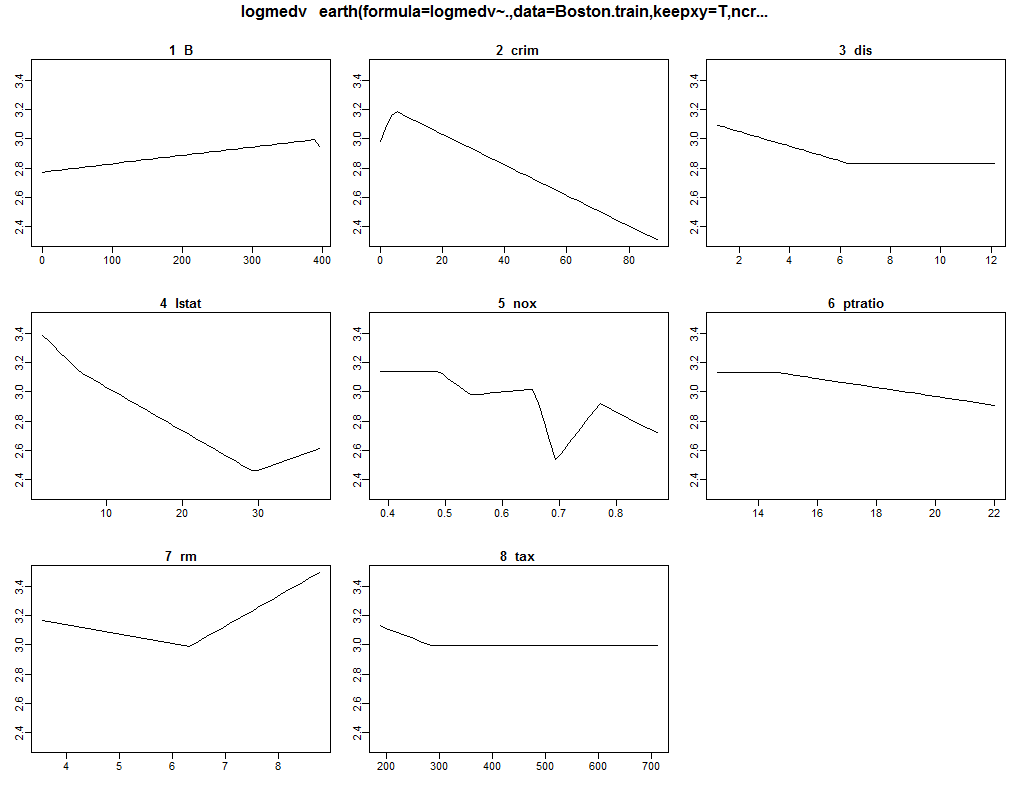 logmedv earth(formula=logmedv~.,data=Boston.train,keepxy=T,ncr...
1 B
2 crim
3 dis
2.4 2.6 2.8 3.0 3.2 3.4
2.4 2.6 2.8 3.0 3.2 3.4
2.4 2.6 2.8 3.0 3.2 3.4
0 100 200 300 400
0 20 40 60 80
2 4 6 8 10 12
4 lstat
5 nox
6 ptratio
2.4 2.6 2.8 3.0 3.2 3.4
2.4 2.6 2.8 3.0 3.2 3.4
2.4 2.6 2.8 3.0 3.2 3.4
10 20 30
0.4 0.5 0.6 0.7 0.8
14 16 18 20 22
7 rm
8 tax
2.4 2.6 2.8 3.0 3.2 3.4
2.4 2.6 2.8 3.0 3.2 3.4
4 5 6 7 8
200 300 400 500 600 700